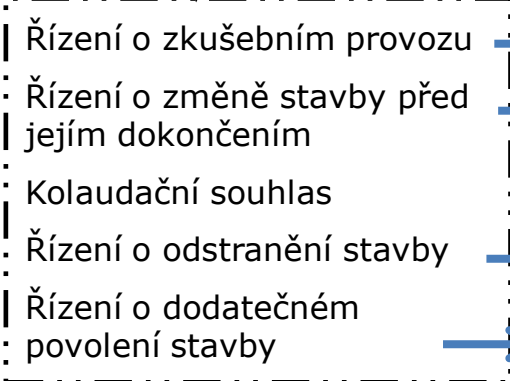 Řízení o zkušebním provozu
Řízení o změně stavby před
jejím dokončením
Kolaudační souhlas
Řízení o odstranění stavby
Řízení o dodatečném
povolení stavby